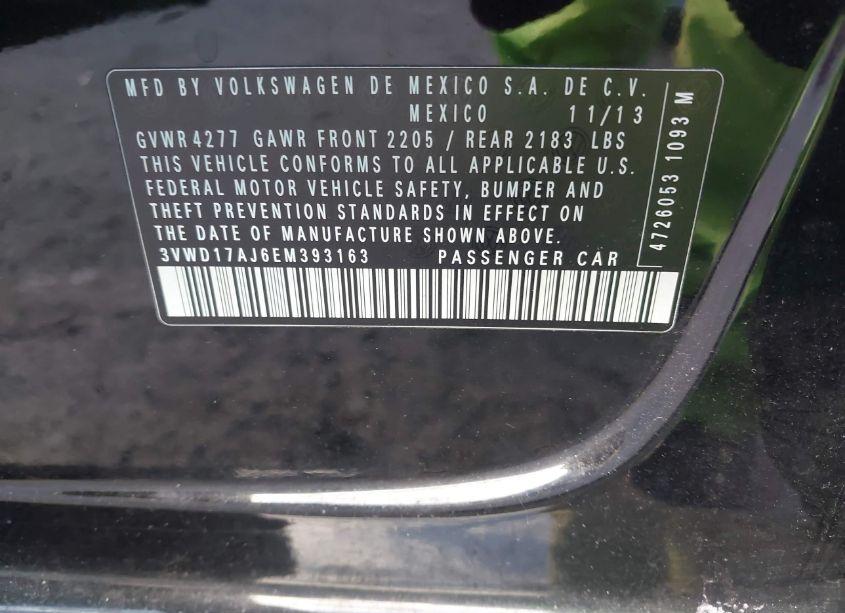 MFD BY VOLKSWAGEN DE MEXICO S.A. DE C.V.
MEXICO 11/13
GVWR 4277 GAWR FRONT 2205 / REAR 2183 LBS
THIS VEHICLE CONFORMS TO ALL APPLICABLE U.S.
FEDERAL MOTOR VEHICLE SAFETY, BUMPER AND
THEFT PREVENTION STANDARDS IN EFFECT ON
THE DATE OF MANUFACTURE SHOWN ABOVE.
3VWD17AJ6EM393163 PASSENGER CAR
4726053 1093 M